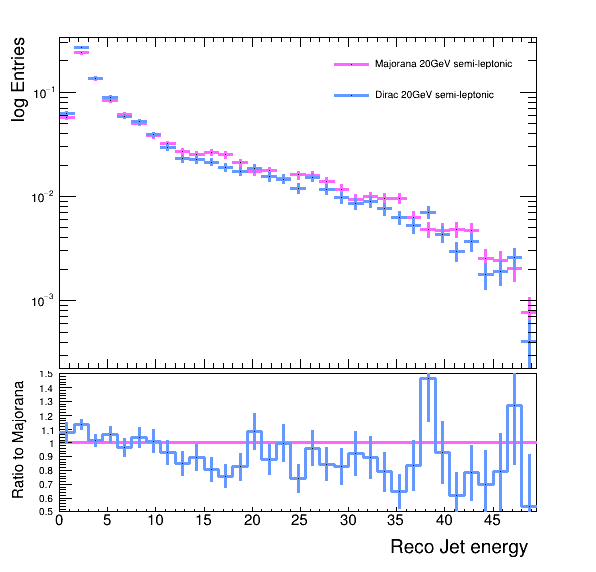 log Entries
Majorana 20GeV semi-leptonic
Dirac 20GeV semi-leptonic
10⁻¹
10⁻²
10⁻³
Ratio to Majorana
1.5
1.4
1.3
1.2
1.1
1
0.9
0.8
0.7
0.6
0.5
0 5 10 15 20 25 30 35 40 45
Reco Jet energy